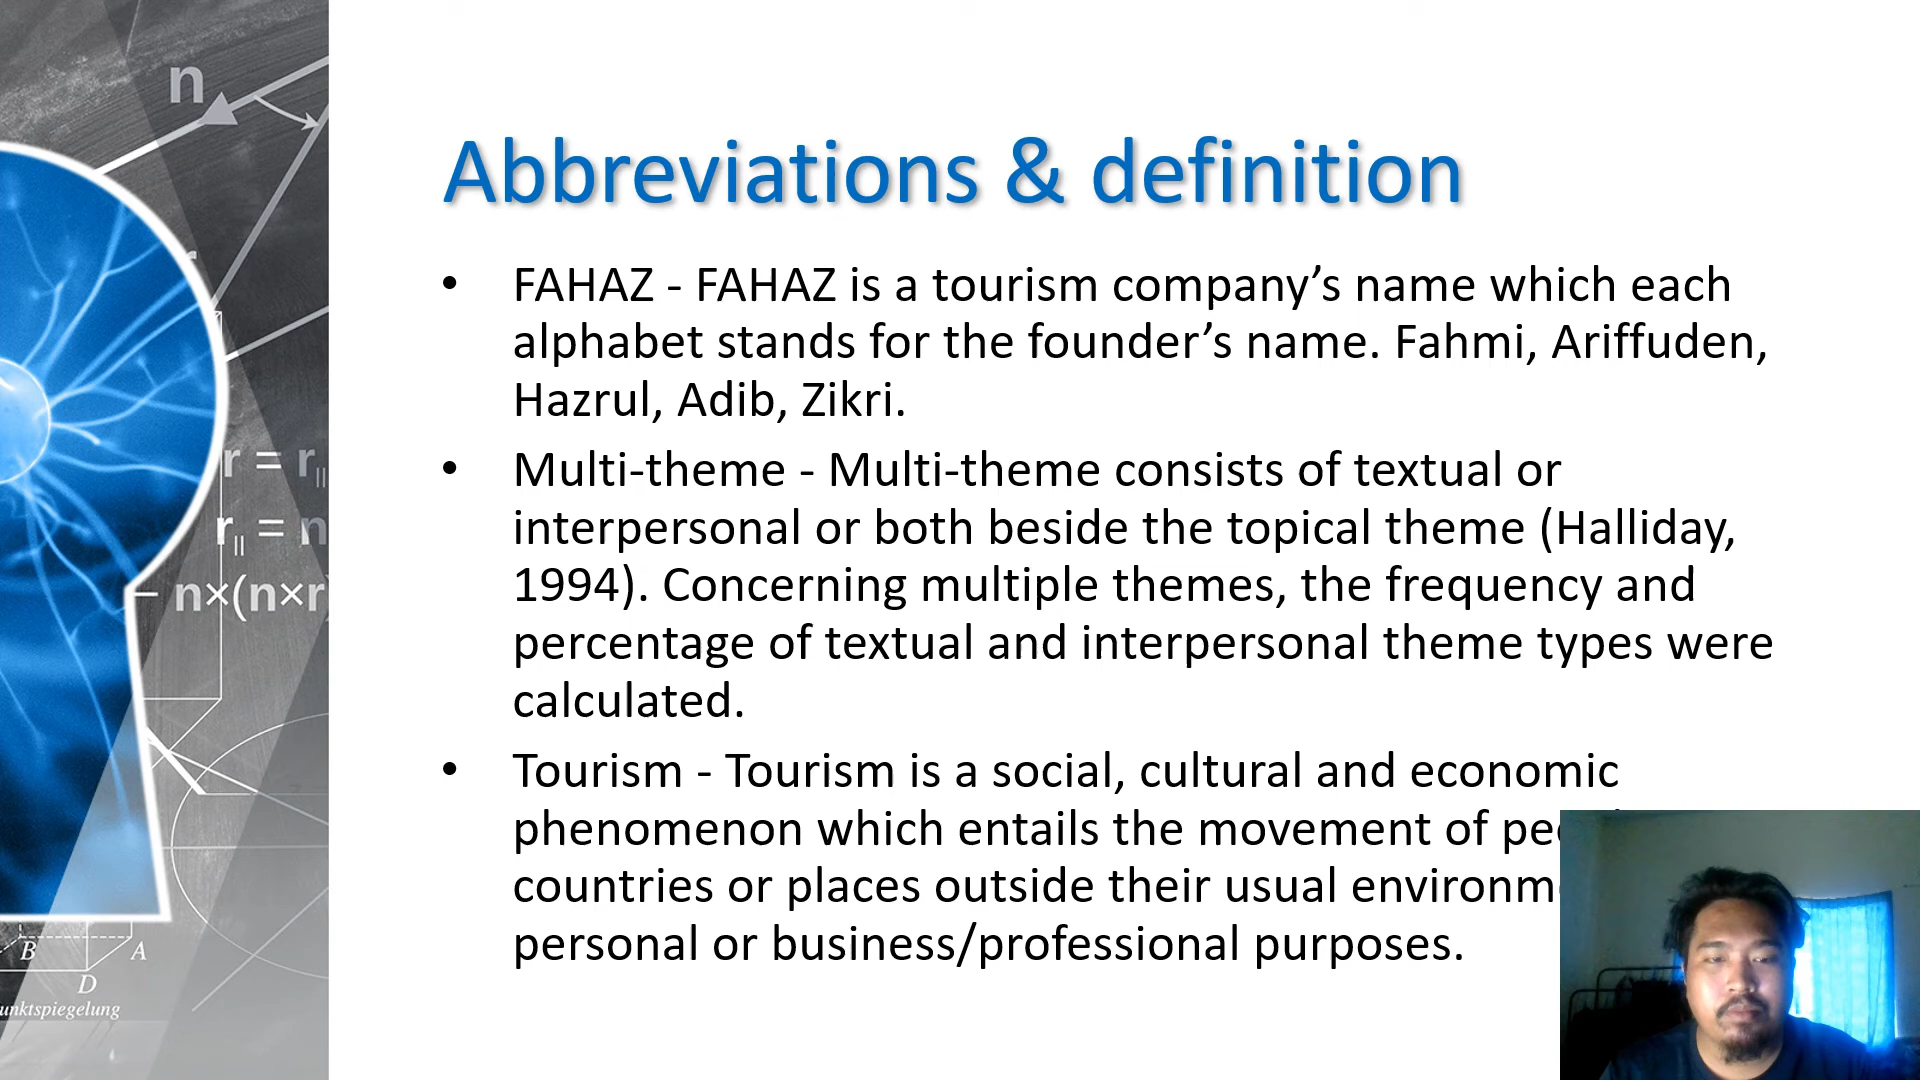 Abbreviations & definition
• FAHAZ - FAHAZ is a tourism company’s name which each
alphabet stands for the founder’s name. Fahmi, Ariffuden,
Hazrul, Adib, Zikri.
• Multi-theme - Multi-theme consists of textual or
interpersonal or both beside the topical theme (Halliday,
1994). Concerning multiple themes, the frequency and
percentage of textual and interpersonal theme types were
calculated.
• Tourism - Tourism is a social, cultural and economic
phenomenon which entails the movement of
countries or places outside their usual
personal or business/professional purposes.
n
r = r||
r|| = n
n×(n×r
B
A
D